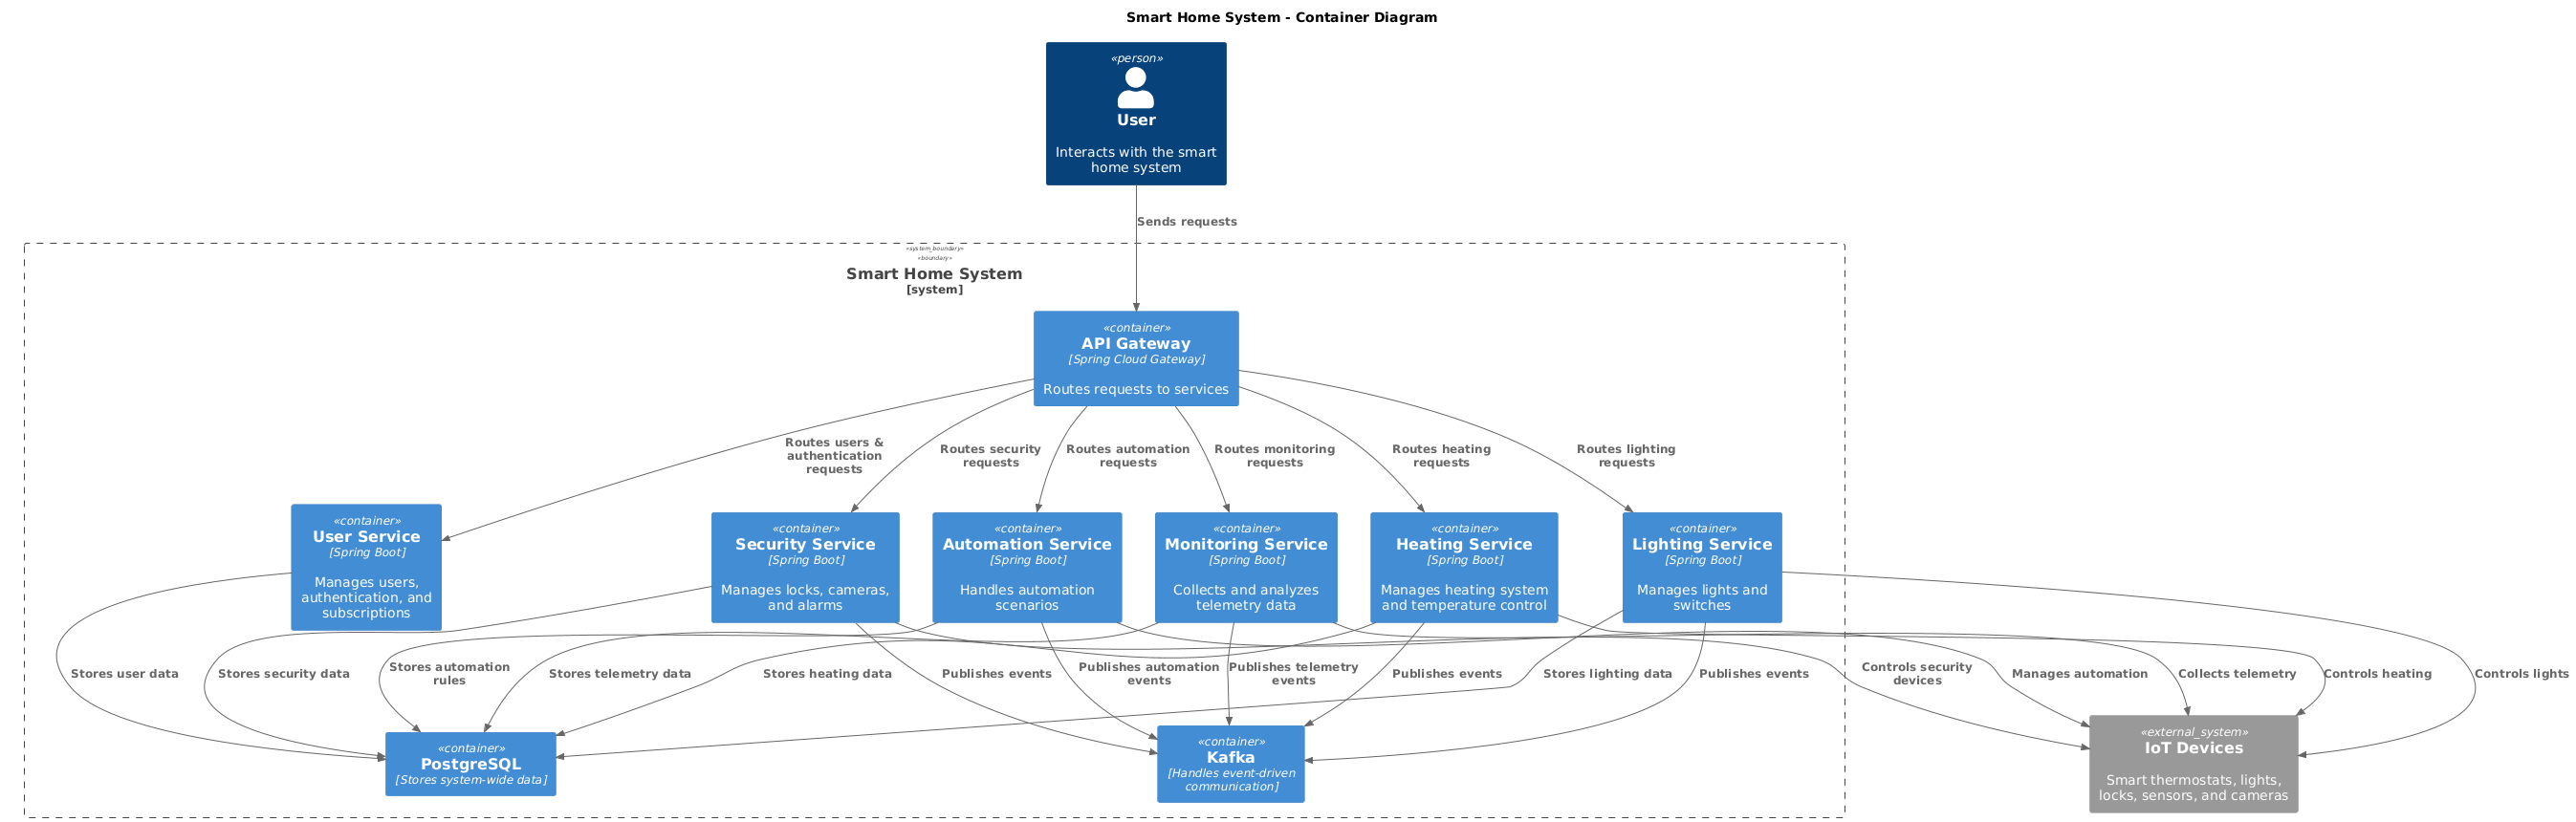 Smart Home System - Container Diagram
«person»
User
Interacts with the smart
home system
Sends requests
«system_boundary»
«boundary»
Smart Home System
[system]
«container»
API Gateway
[Spring Cloud Gateway]
Routes requests to services
Routes users &
authentication
requests
Routes security
requests
Routes automation
requests
Routes monitoring
requests
Routes heating
requests
Routes lighting
requests
«container»
User Service
[Spring Boot]
Manages users,
authentication, and
subscriptions
«container»
Security Service
[Spring Boot]
Manages locks, cameras,
and alarms
«container»
Automation Service
[Spring Boot]
Handles automation
scenarios
«container»
Monitoring Service
[Spring Boot]
Collects and analyzes
telemetry data
«container»
Heating Service
[Spring Boot]
Manages heating system
and temperature control
«container»
Lighting Service
[Spring Boot]
Manages lights and
switches
Stores user data
Stores security data
Stores automation
rules
Stores telemetry data
Stores heating data
Publishes events
Publishes automation
events
Publishes telemetry
events
Publishes events
Stores lighting data
Publishes events
Controls security
devices
Manages automation
Collects telemetry
Controls heating
Controls lights
«container»
PostgreSQL
[Stores system-wide data]
«container»
Kafka
[Handles event-driven
communication]
«external_system»
IoT Devices
Smart thermostats, lights,
locks, sensors, and cameras